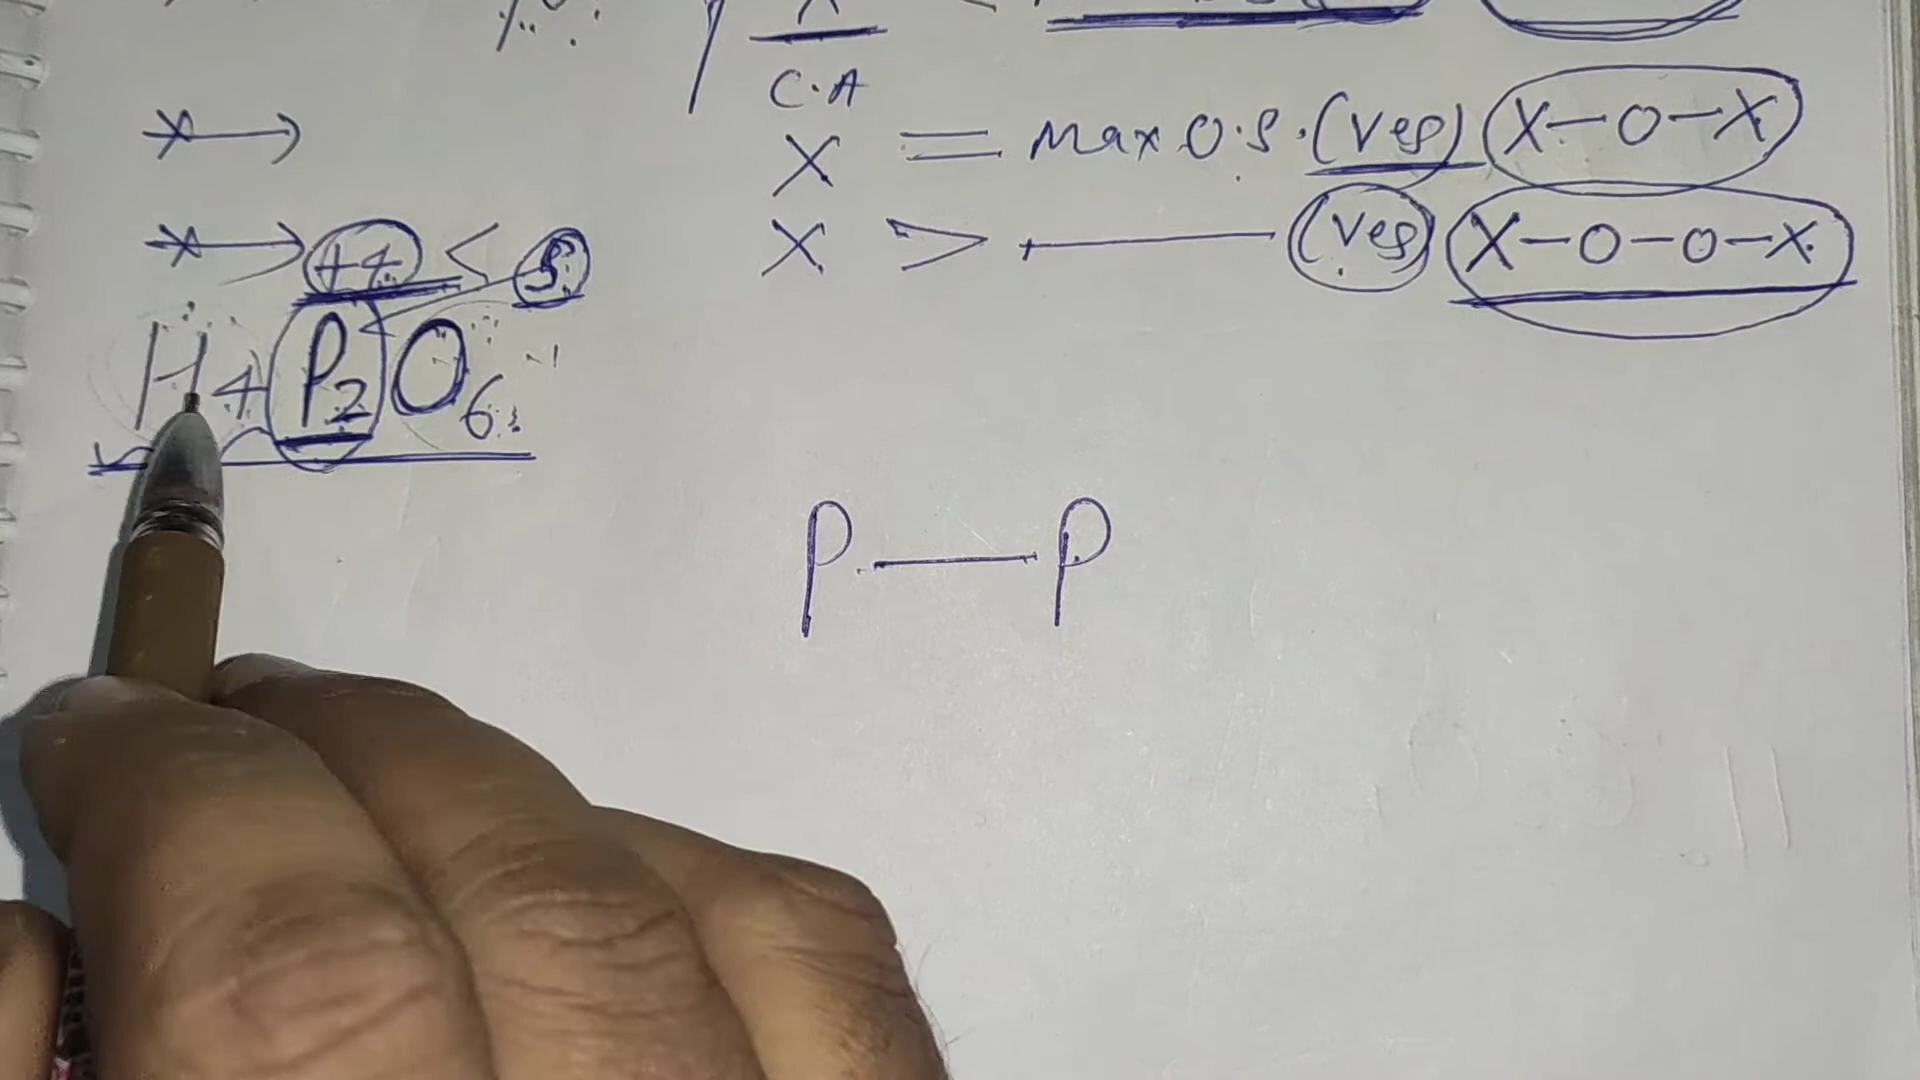 X
C.A
X = Max O.S. (Ves) X-O-X
X > (Ves) X-O-O-X
+4 < 5
H4P2O6
P-P